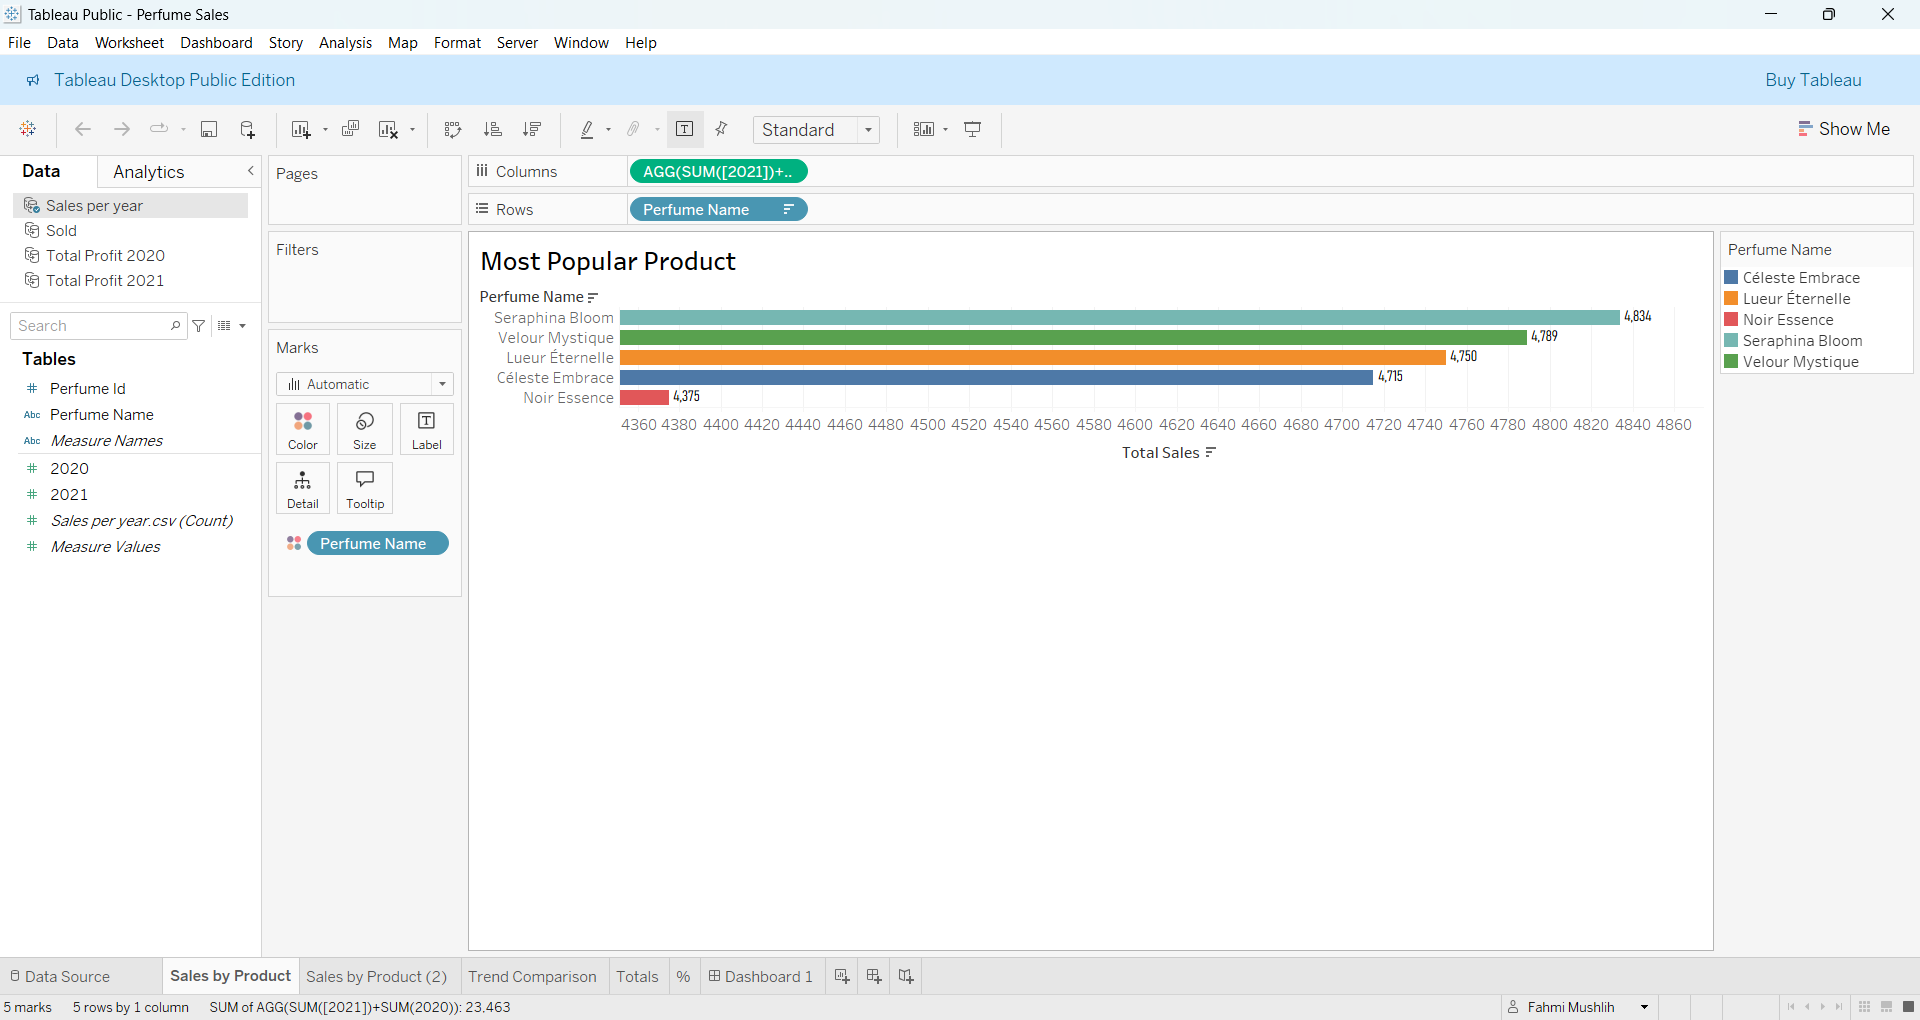 Tableau Public - Perfume Sales
File Data Worksheet Dashboard Story Analysis Map Format Server Window Help
Tableau Desktop Public Edition
Buy Tableau
Standard
Show Me
Data
Analytics
Sales per year
Sold
Total Profit 2020
Total Profit 2021
Search
Tables
# Perfume Id
Abc Perfume Name
Abc Measure Names
# 2020
# 2021
# Sales per year.csv (Count)
# Measure Values
Pages
Filters
Marks
Automatic
Color Size Label
Detail Tooltip
Perfume Name
Columns AGG(SUM([2021])+..
Rows Perfume Name
Most Popular Product
Perfume Name
Seraphina Bloom 4,834
Velour Mystique 4,789
Lueur Éternelle 4,750
Céleste Embrace 4,715
Noir Essence 4,375
4360 4380 4400 4420 4440 4460 4480 4500 4520 4540 4560 4580 4600 4620 4640 4660 4680 4700 4720 4740 4760 4780 4800 4820 4840 4860
Total Sales
Perfume Name
Céleste Embrace
Lueur Éternelle
Noir Essence
Seraphina Bloom
Velour Mystique
Data Source Sales by Product Sales by Product (2) Trend Comparison Totals % Dashboard 1
5 marks 5 rows by 1 column SUM of AGG(SUM([2021])+SUM(2020)): 23.463
Fahmi Mushlih